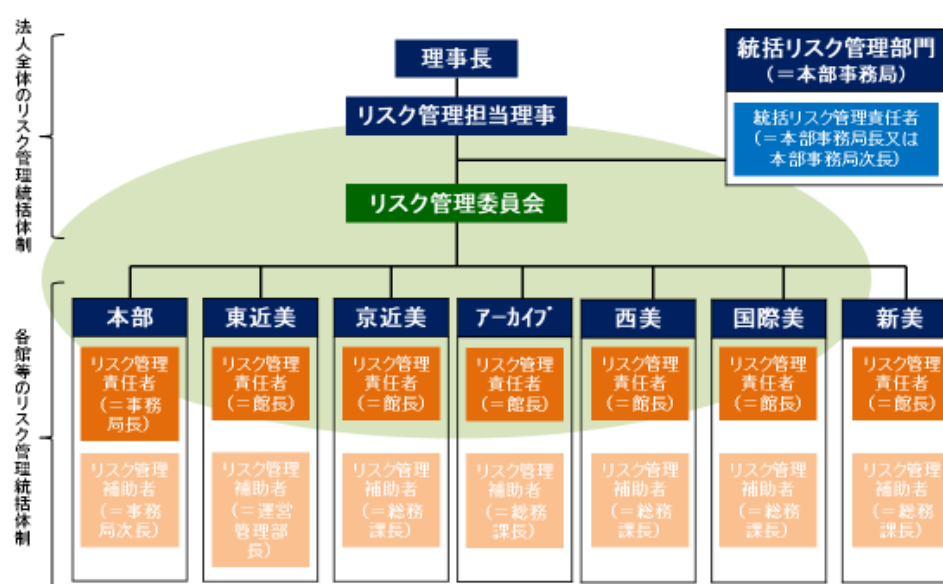 法人全体のリスク管理統括体制
理事長
リスク管理担当理事
統括リスク管理部門
(=本部事務局)
統括リスク管理責任者
(=本部事務局長又は
本部事務局次長)
リスク管理委員会
各館等のリスク管理統括体制
本部
リスク管理
責任者
(=事務
局長)
リスク管理
補助者
(=事務
局次長)
東近美
リスク管理
責任者
(=館長)
リスク管理
補助者
(=運営
管理部
長)
京近美
リスク管理
責任者
(=館長)
リスク管理
補助者
(=総務
課長)
アーカイブ
リスク管理
責任者
(=館長)
リスク管理
補助者
(=総務
課長)
西美
リスク管理
責任者
(=館長)
リスク管理
補助者
(=総務
課長)
国際美
リスク管理
責任者
(=館長)
リスク管理
補助者
(=総務
課長)
新美
リスク管理
責任者
(=館長)
リスク管理
補助者
(=総務
課長)